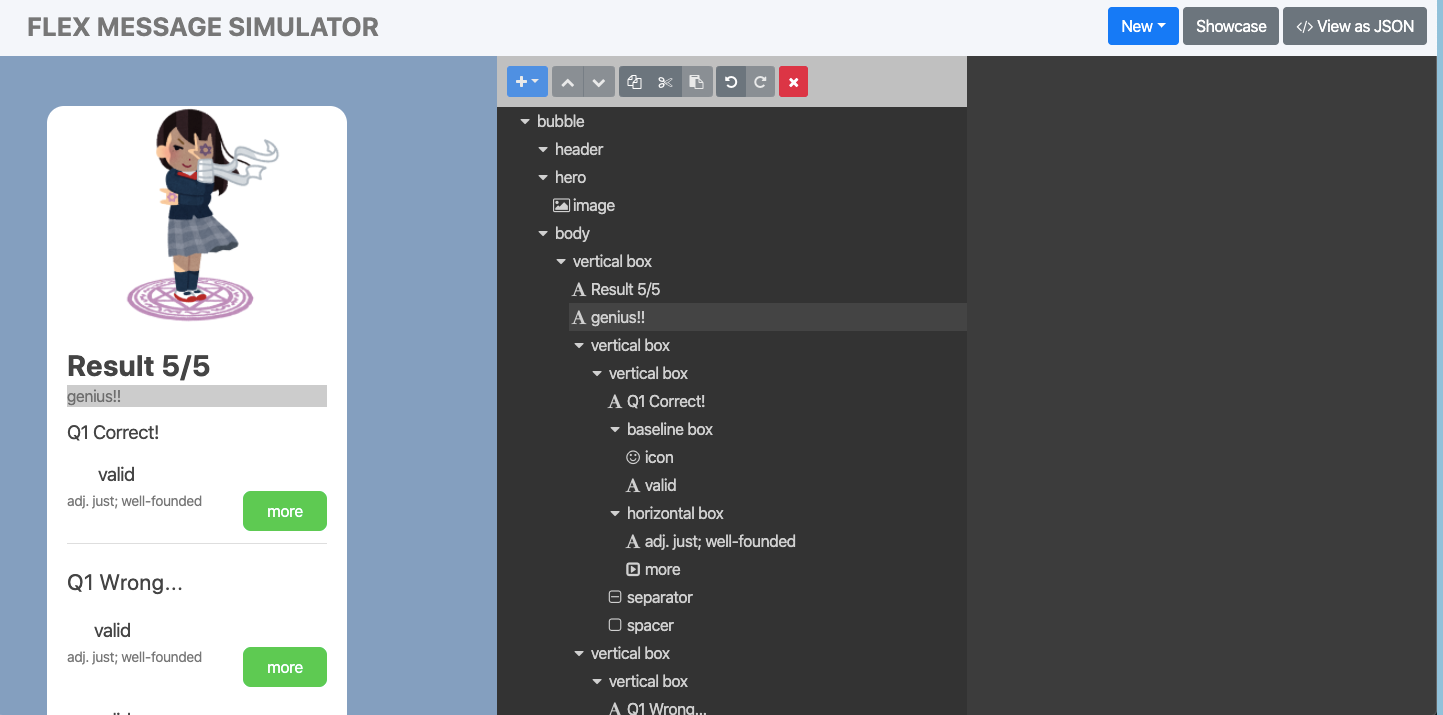 FLEX MESSAGE SIMULATOR
New
Showcase
</> View as JSON
Result 5/5
genius!!
Q1 Correct!
valid
adj. just; well-founded
more
Q1 Wrong...
valid
adj. just; well-founded
more
bubble
header
hero
image
body
vertical box
Result 5/5
genius!!
vertical box
vertical box
Q1 Correct!
baseline box
icon
valid
horizontal box
adj. just; well-founded
more
separator
spacer
vertical box
vertical box
Q1 Wrong...